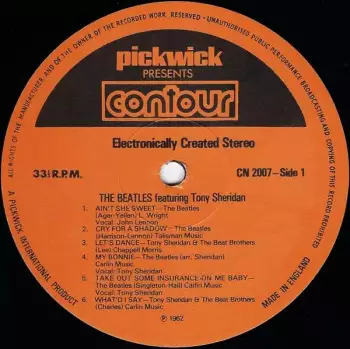 ALL RIGHTS OF THE MANUFACTURER AND OF THE OWNER OF THE RECORDED WORK RESERVED · UNAUTHORISED PUBLIC PERFORMANCE BROADCASTING AND COPYING OF THIS RECORD PROHIBITED
pickwick
PRESENTS
contour
Electronically Created Stereo
33⅓ R.P.M.
CN 2007–Side 1
THE BEATLES featuring Tony Sheridan
1. AIN'T SHE SWEET—The Beatles
(Ager-Yellen) L. Wright
Vocal: John Lennon
2. CRY FOR A SHADOW—The Beatles
(Harrison-Lennon) Talisman Music
3. LET'S DANCE—Tony Sheridan & The Beat Brothers
(Lee) Chappell Morris
4. MY BONNIE—The Beatles (arr. Sheridan)
Carlin Music
Vocal: Tony Sheridan
5. TAKE OUT SOME INSURANCE ON ME BABY—
The Beatles (Singleton-Hall) Carlin Music
Vocal: Tony Sheridan
6. WHAT'D I SAY—Tony Sheridan & The Beat Brothers
(Charles) Carlin Music
℗ 1962
A PICKWICK INTERNATIONAL PRODUCT
MADE IN ENGLAND